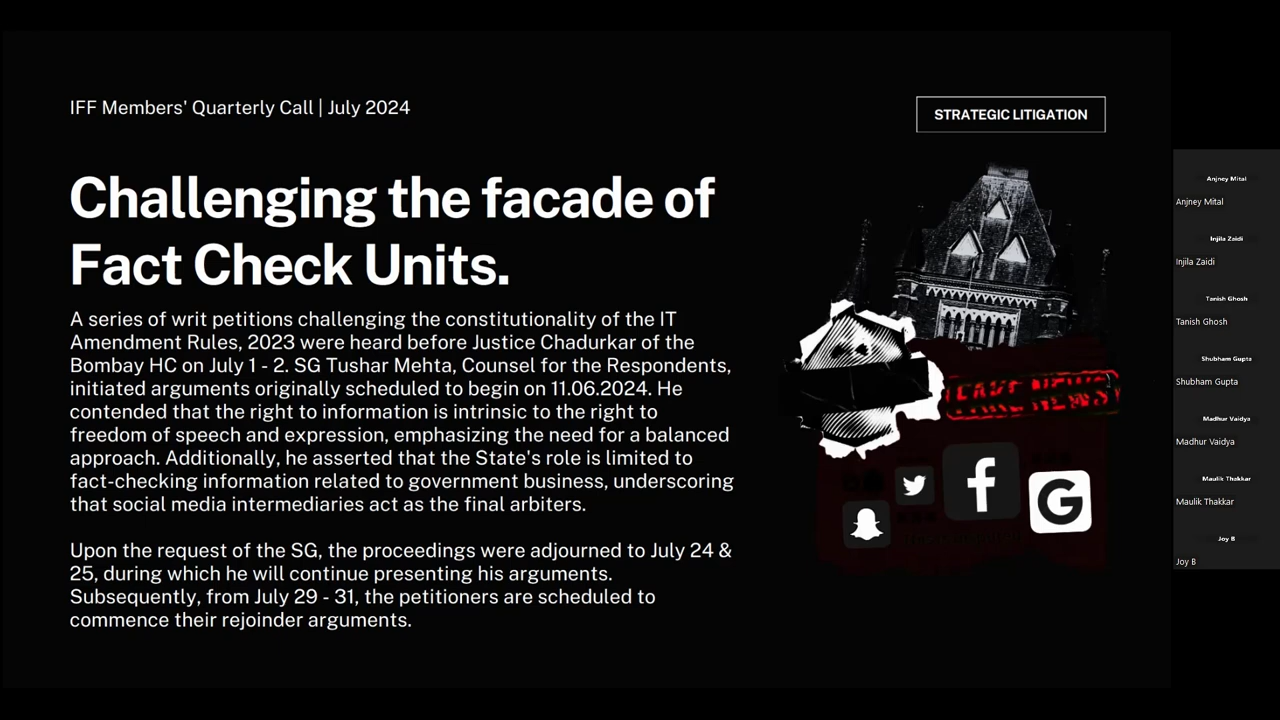 IFF Members' Quarterly Call | July 2024
STRATEGIC LITIGATION
Challenging the facade of
Fact Check Units.
A series of writ petitions challenging the constitutionality of the IT
Amendment Rules, 2023 were heard before Justice Chadurkar of the
Bombay HC on July 1 - 2. SG Tushar Mehta, Counsel for the Respondents,
initiated arguments originally scheduled to begin on 11.06.2024. He
contended that the right to information is intrinsic to the right to
freedom of speech and expression, emphasizing the need for a balanced
approach. Additionally, he asserted that the State's role is limited to
fact-checking information related to government business, underscoring
that social media intermediaries act as the final arbiters.
Upon the request of the SG, the proceedings were adjourned to July 24 &
25, during which he will continue presenting his arguments.
Subsequently, from July 29 - 31, the petitioners are scheduled to
commence their rejoinder arguments.
FAKE NEWS
f
G
Anjney Mital
Anjney Mital
Injila Zaidi
Injila Zaidi
Tanish Ghosh
Tanish Ghosh
Shubham Gupta
Shubham Gupta
Madhur Vaidya
Madhur Vaidya
Maulik Thakkar
Maulik Thakkar
Joy B
Joy B